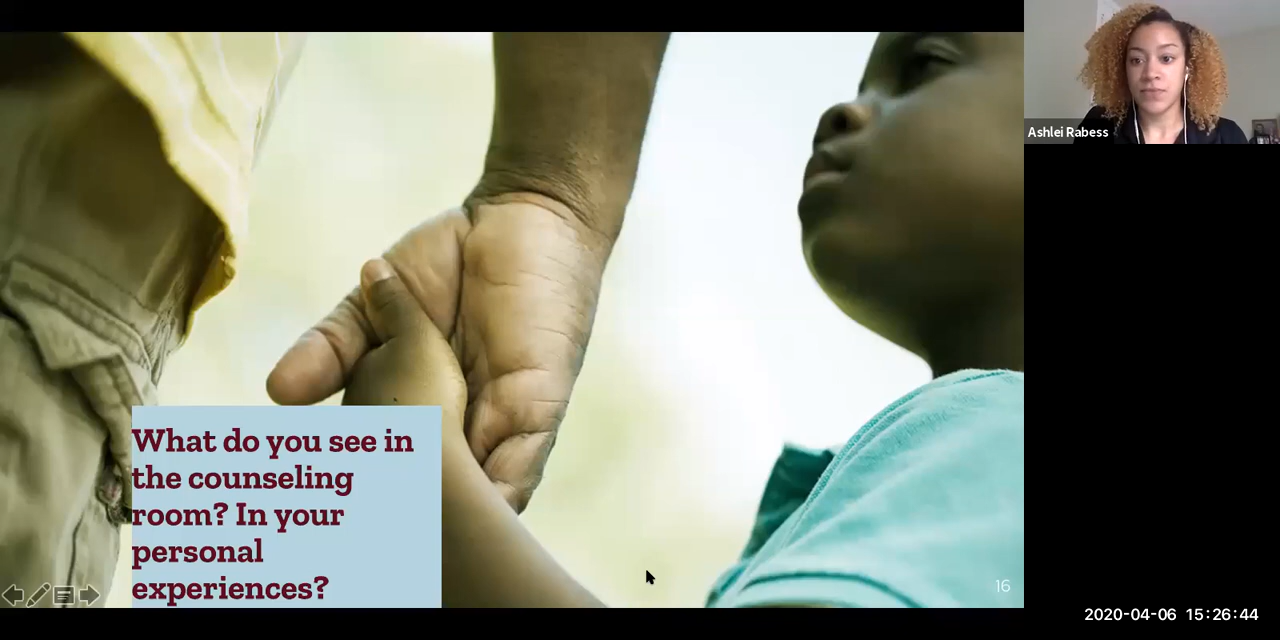 Ashlei Rabess
What do you see in
the counseling
room? In your
personal
experiences?
16
2020-04-06 15:26:44